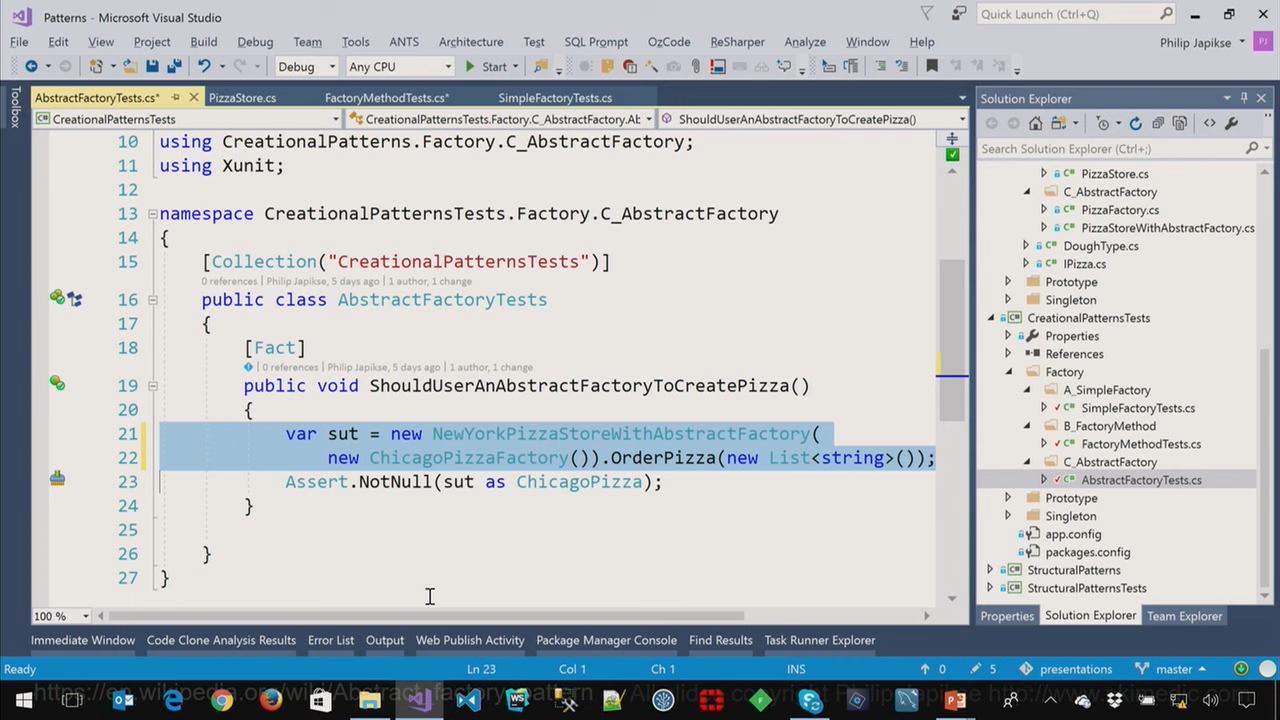 Patterns - Microsoft Visual Studio
Quick Launch (Ctrl+Q)
File Edit View Project Build Debug Team Tools ANTS Architecture Test SQL Prompt OzCode ReSharper Analyze Window Help
Philip Japikse PJ
Debug Any CPU Start
Toolbox
AbstractFactoryTests.cs* PizzaStore.cs FactoryMethodTests.cs* SimpleFactoryTests.cs
CreationalPatternsTests CreationalPatternsTests.Factory.C_AbstractFactory.Ab ShouldUserAnAbstractFactoryToCreatePizza()
10 using CreationalPatterns.Factory.C_AbstractFactory;
11 using Xunit;
12
13 namespace CreationalPatternsTests.Factory.C_AbstractFactory
14 {
15 [Collection("CreationalPatternsTests")]
0 references | Philip Japikse, 5 days ago | 1 author, 1 change
16 public class AbstractFactoryTests
17 {
18 [Fact]
0 references | Philip Japikse, 5 days ago | 1 author, 1 change
19 public void ShouldUserAnAbstractFactoryToCreatePizza()
20 {
21 var sut = new NewYorkPizzaStoreWithAbstractFactory(
22 new ChicagoPizzaFactory()).OrderPizza(new List<string>());
23 Assert.NotNull(sut as ChicagoPizza);
24 }
25
26 }
27 }
100 %
Solution Explorer
Search Solution Explorer (Ctrl+;)
C# PizzaStore.cs
C_AbstractFactory
C# PizzaFactory.cs
C# PizzaStoreWithAbstractFactory.cs
C# DoughType.cs
C# IPizza.cs
Prototype
Singleton
C# CreationalPatternsTests
Properties
References
Factory
A_SimpleFactory
C# SimpleFactoryTests.cs
B_FactoryMethod
C# FactoryMethodTests.cs
C_AbstractFactory
C# AbstractFactoryTests.cs
Prototype
Singleton
app.config
packages.config
C# StructuralPatterns
C# StructuralPatternsTests
Properties Solution Explorer Team Explorer
Immediate Window Code Clone Analysis Results Error List Output Web Publish Activity Package Manager Console Find Results Task Runner Explorer
Ready Ln 23 Col 1 Ch 1 INS 0 5 presentations master
https://en.wikipedia.org/wiki/Abstract_factory_pattern